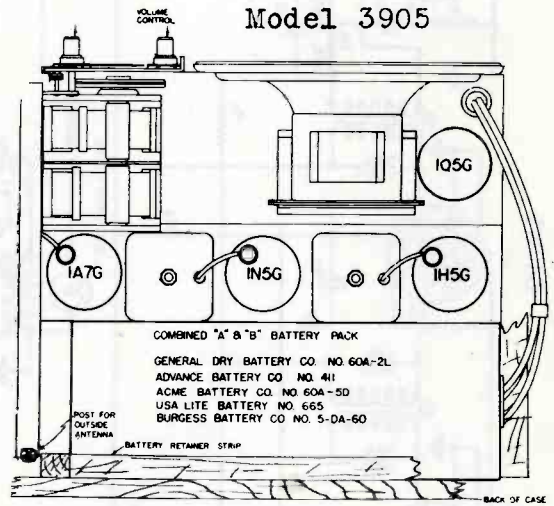 Model 3905
VOLUME
CONTROL
1Q5G
1A7G
1N5G
1H5G
COMBINED "A" & "B" BATTERY PACK
GENERAL DRY BATTERY CO. NO. 60A-2L
ADVANCE BATTERY CO NO. 411
ACME BATTERY CO. NO. 60A-5D
USA LITE BATTERY NO. 665
BURGESS BATTERY CO NO. 5-DA-60
POST FOR
OUTSIDE
ANTENNA
BATTERY RETAINER STRIP
BACK OF CASE